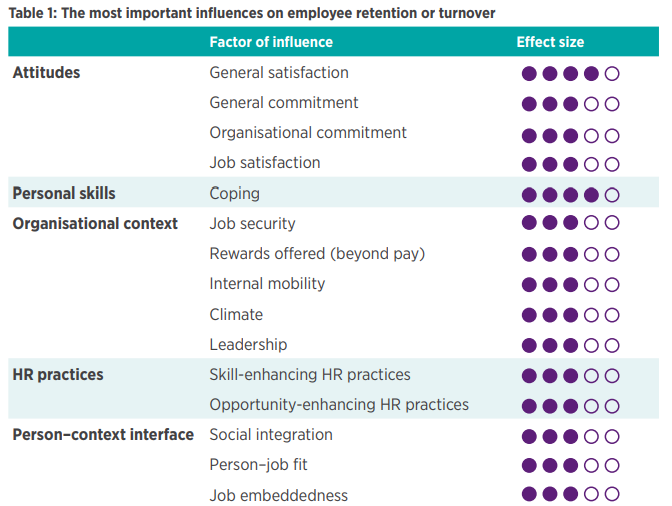 Table 1: The most important influences on employee retention or turnover
Factor of influence Effect size
Attitudes General satisfaction
General commitment
Organisational commitment
Job satisfaction
Personal skills Coping
Organisational context Job security
Rewards offered (beyond pay)
Internal mobility
Climate
Leadership
HR practices Skill-enhancing HR practices
Opportunity-enhancing HR practices
Person–context interface Social integration
Person–job fit
Job embeddedness